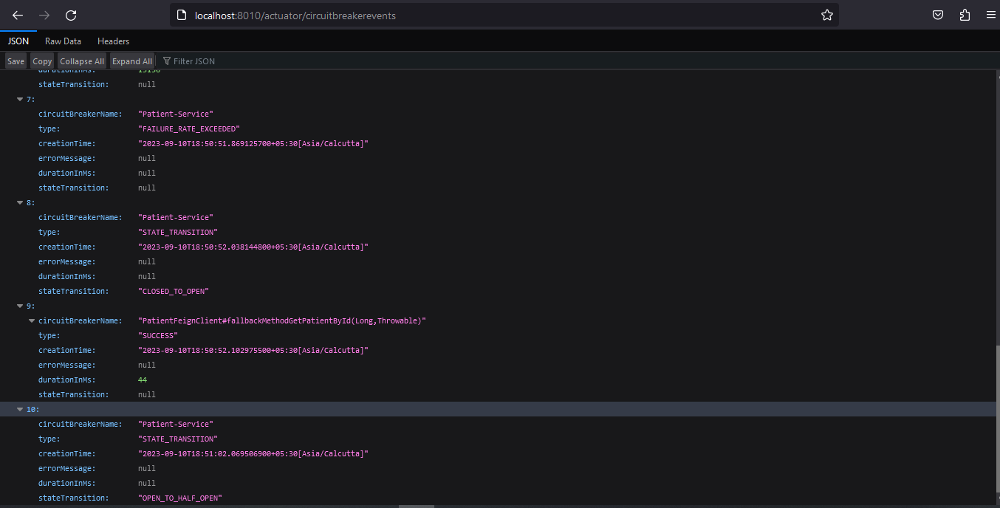 localhost:8010/actuator/circuitbreakerevents
JSON Raw Data Headers
Save Copy Collapse All Expand All Filter JSON
durationInMs:
stateTransition: null
7:
circuitBreakerName: "Patient-Service"
type: "FAILURE_RATE_EXCEEDED"
creationTime: "2023-09-10T18:50:51.869125700+05:30[Asia/Calcutta]"
errorMessage: null
durationInMs: null
stateTransition: null
8:
circuitBreakerName: "Patient-Service"
type: "STATE_TRANSITION"
creationTime: "2023-09-10T18:50:52.038144800+05:30[Asia/Calcutta]"
errorMessage: null
durationInMs: null
stateTransition: "CLOSED_TO_OPEN"
9:
circuitBreakerName: "PatientFeignClient#fallbackMethodGetPatientById(Long,Throwable)"
type: "SUCCESS"
creationTime: "2023-09-10T18:50:52.102975500+05:30[Asia/Calcutta]"
errorMessage: null
durationInMs: 44
stateTransition: null
10:
circuitBreakerName: "Patient-Service"
type: "STATE_TRANSITION"
creationTime: "2023-09-10T18:51:02.069506900+05:30[Asia/Calcutta]"
errorMessage: null
durationInMs: null
stateTransition: "OPEN_TO_HALF_OPEN"